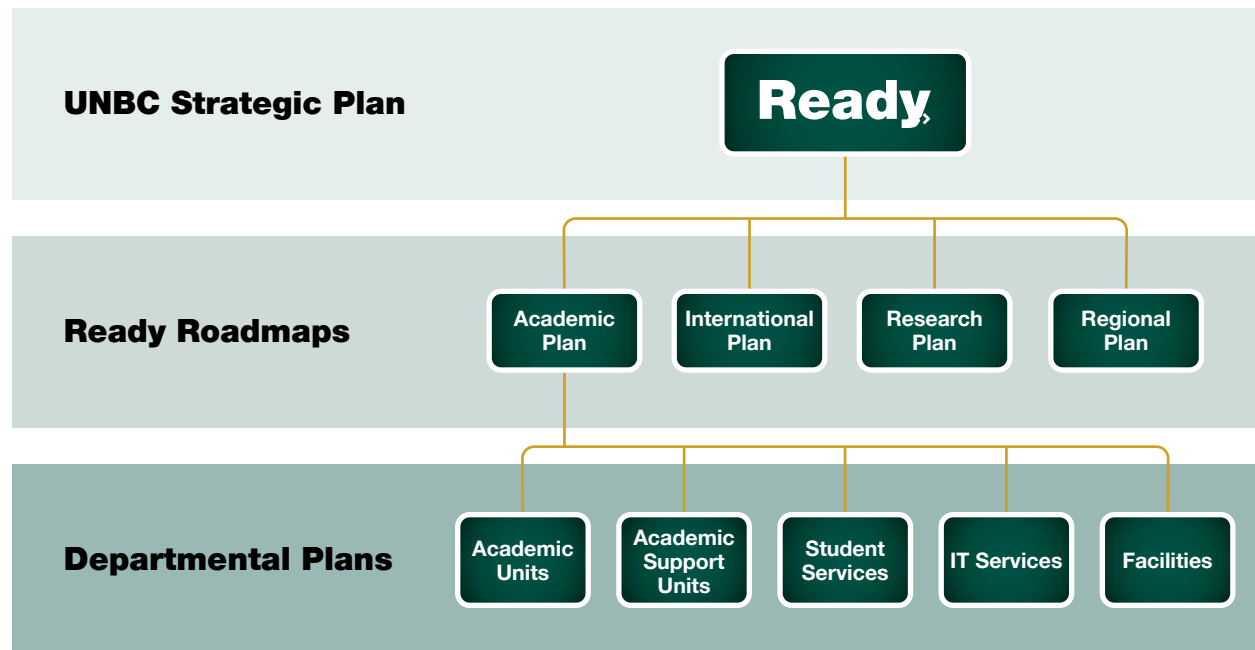 UNBC Strategic Plan
Ready
Ready Roadmaps
Academic
Plan
International
Plan
Research
Plan
Regional
Plan
Departmental Plans
Academic
Units
Academic
Support
Units
Student
Services
IT Services
Facilities